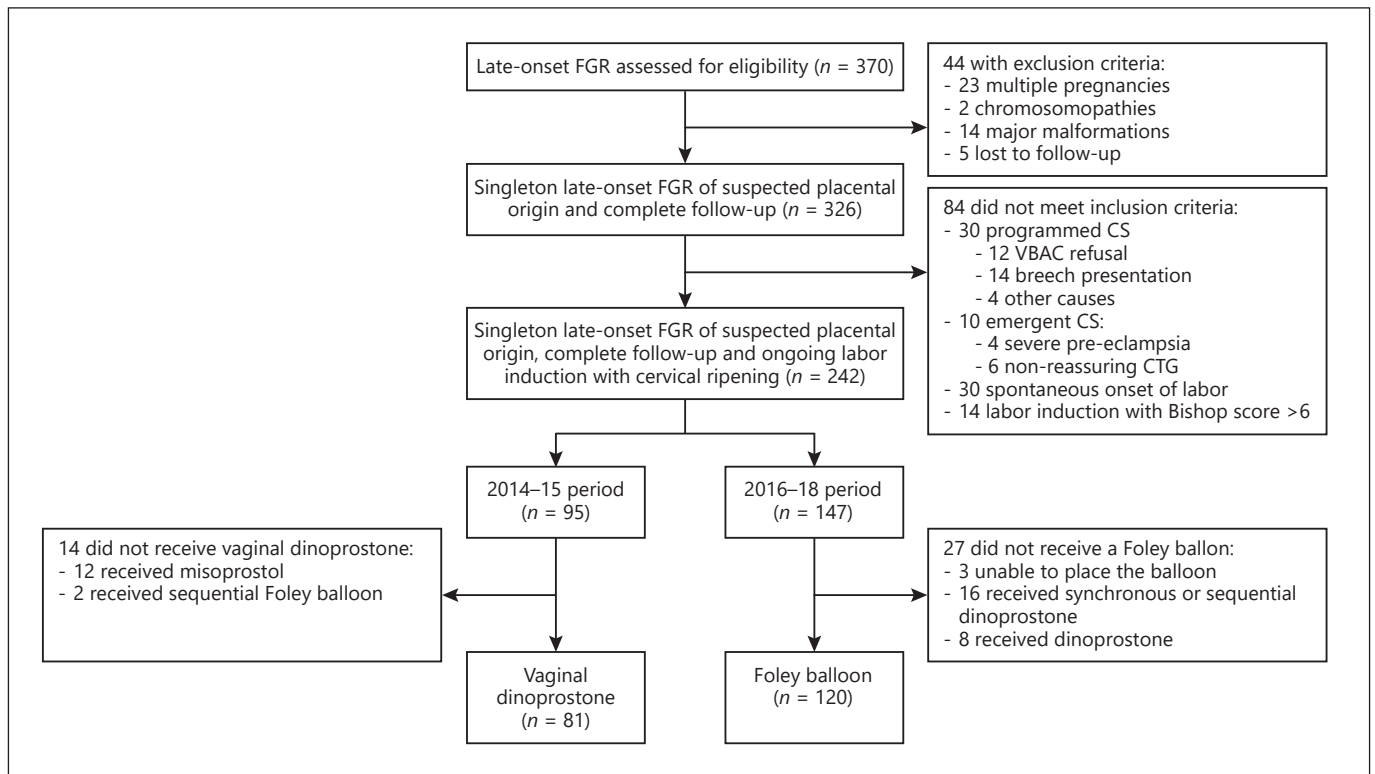 Late-onset FGR assessed for eligibility (n = 370)
44 with exclusion criteria:
- 23 multiple pregnancies
- 2 chromosomopathies
- 14 major malformations
- 5 lost to follow-up
Singleton late-onset FGR of suspected placental
origin and complete follow-up (n = 326)
84 did not meet inclusion criteria:
- 30 programmed CS
- 12 VBAC refusal
- 14 breech presentation
- 4 other causes
- 10 emergent CS:
- 4 severe pre-eclampsia
- 6 non-reassuring CTG
- 30 spontaneous onset of labor
- 14 labor induction with Bishop score >6
Singleton late-onset FGR of suspected placental
origin, complete follow-up and ongoing labor
induction with cervical ripening (n = 242)
2014–15 period
(n = 95)
2016–18 period
(n = 147)
14 did not receive vaginal dinoprostone:
- 12 received misoprostol
- 2 received sequential Foley balloon
27 did not receive a Foley ballon:
- 3 unable to place the balloon
- 16 received synchronous or sequential
dinoprostone
- 8 received dinoprostone
Vaginal
dinoprostone
(n = 81)
Foley balloon
(n = 120)